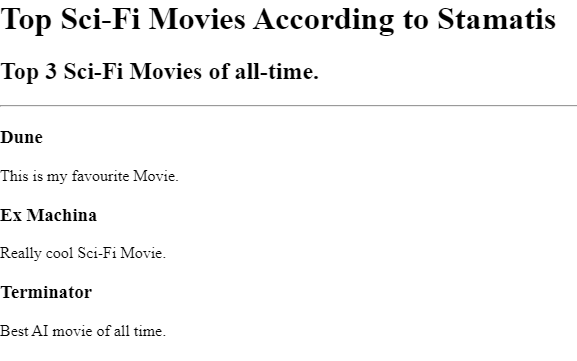 Top Sci-Fi Movies According to Stamatis
Top 3 Sci-Fi Movies of all-time.
Dune
This is my favourite Movie.
Ex Machina
Really cool Sci-Fi Movie.
Terminator
Best AI movie of all time.